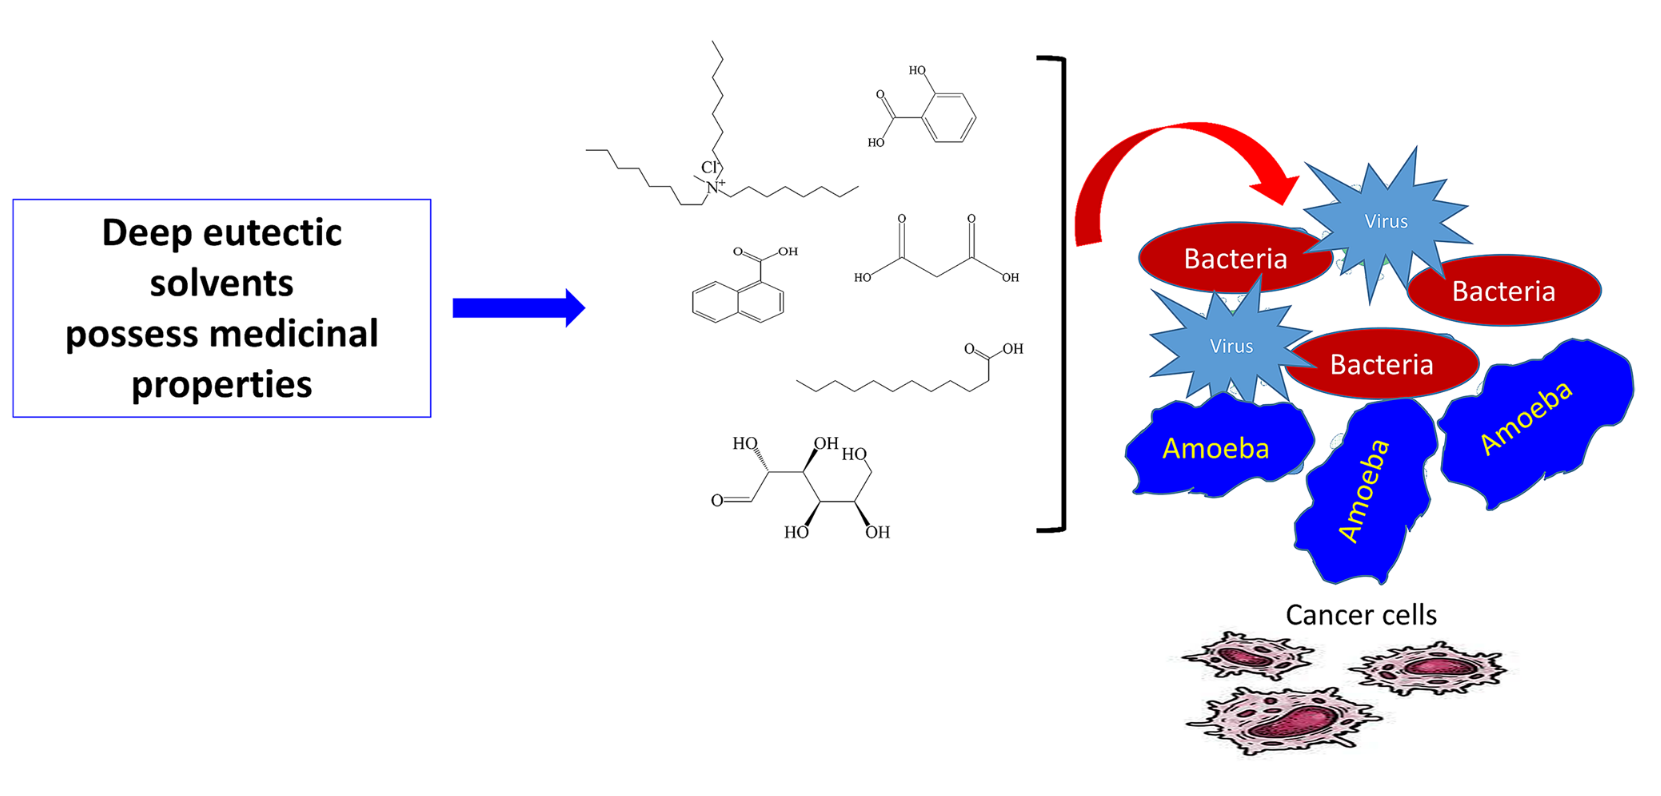 Deep eutectic
solvents
possess medicinal
properties
Cl-
N+
HO
O
HO
O
OH
O
O
HO
OH
O
OH
HO
OH
HO
O
HO
OH
Virus
Bacteria
Bacteria
Virus
Bacteria
Amoeba
Amoeba
Amoeba
Cancer cells